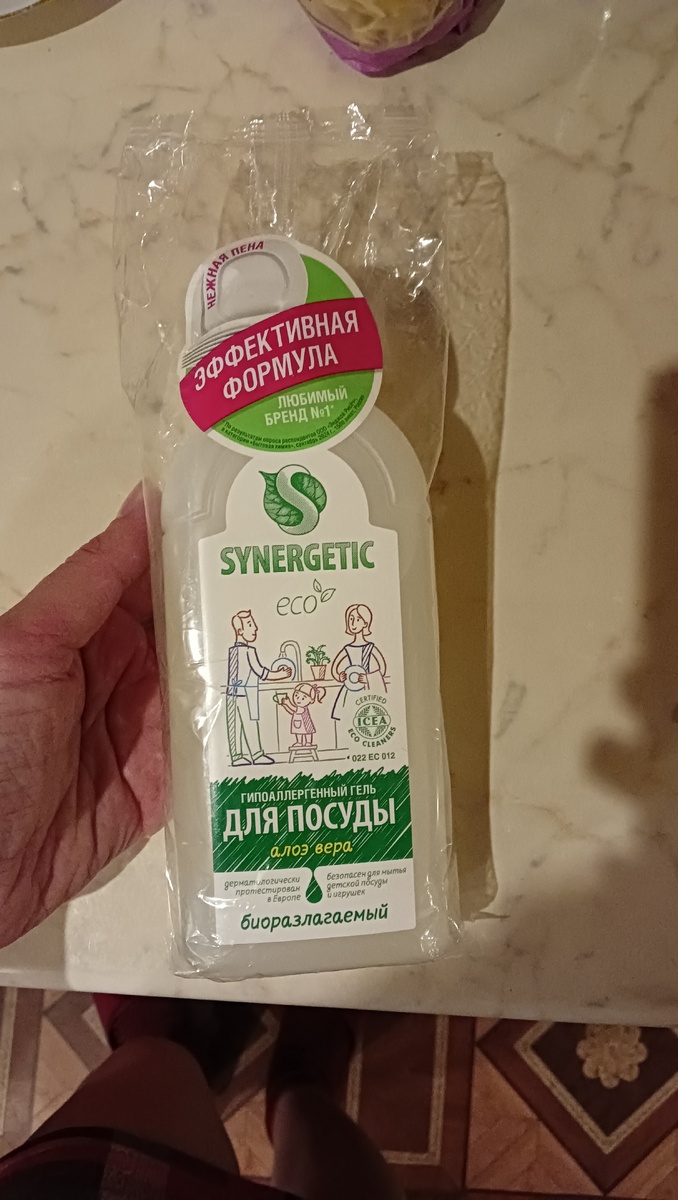 НЕЖНАЯ ПЕНА
ЭФФЕКТИВНАЯ
ФОРМУЛА
ЛЮБИМЫЙ
БРЕНД №1*
SYNERGETIC
eco
CERTIFIED
ICEA
ECO CLEANERS
022 EC 012
ГИПОАЛЛЕРГЕННЫЙ ГЕЛЬ
ДЛЯ ПОСУДЫ
алоэ вера
дерматологически
протестирован
в Европе
безопасен для мытья
детской посуды
и игрушек
биоразлагаемый